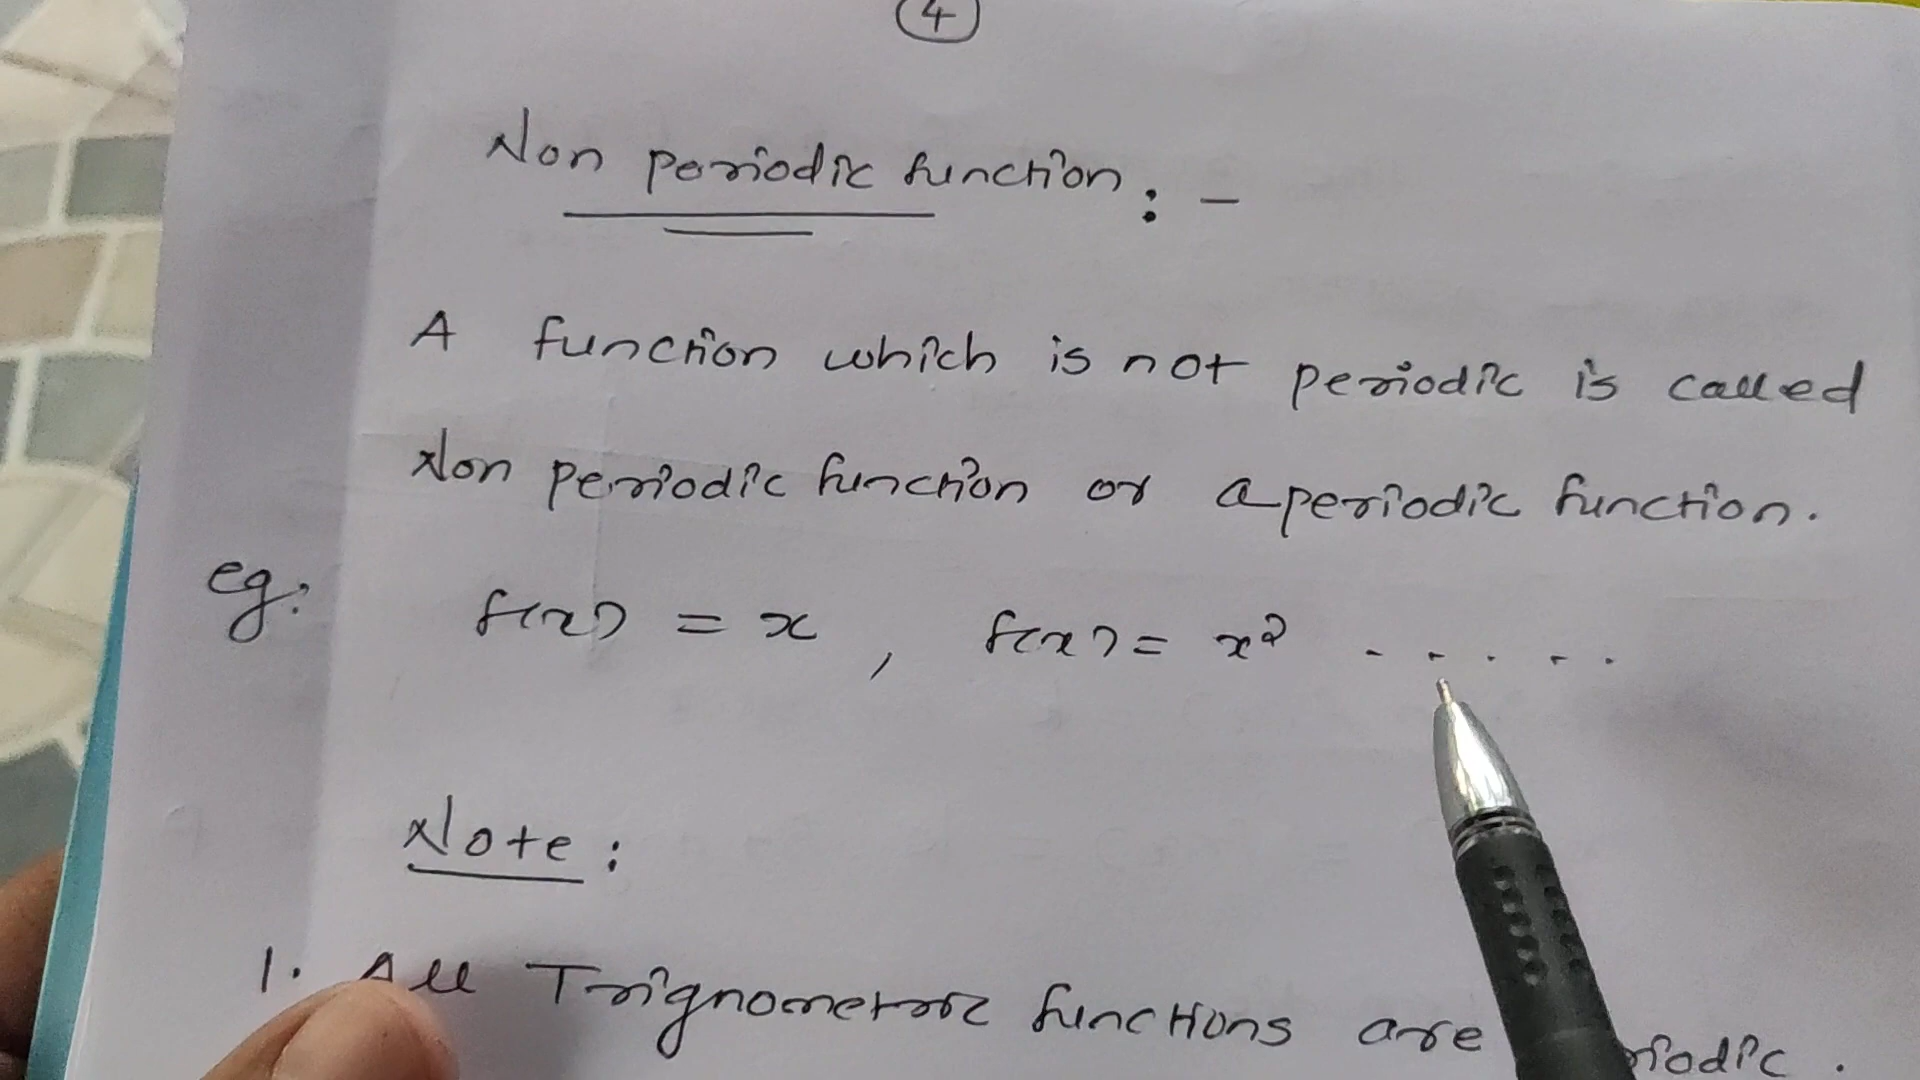 4
Non periodic function : -
A function which is not periodic is called
Non periodic function or aperiodic function.
eg: f(x) = x , f(x) = x² - - . . .
Note :
1. All Trignometric functions are